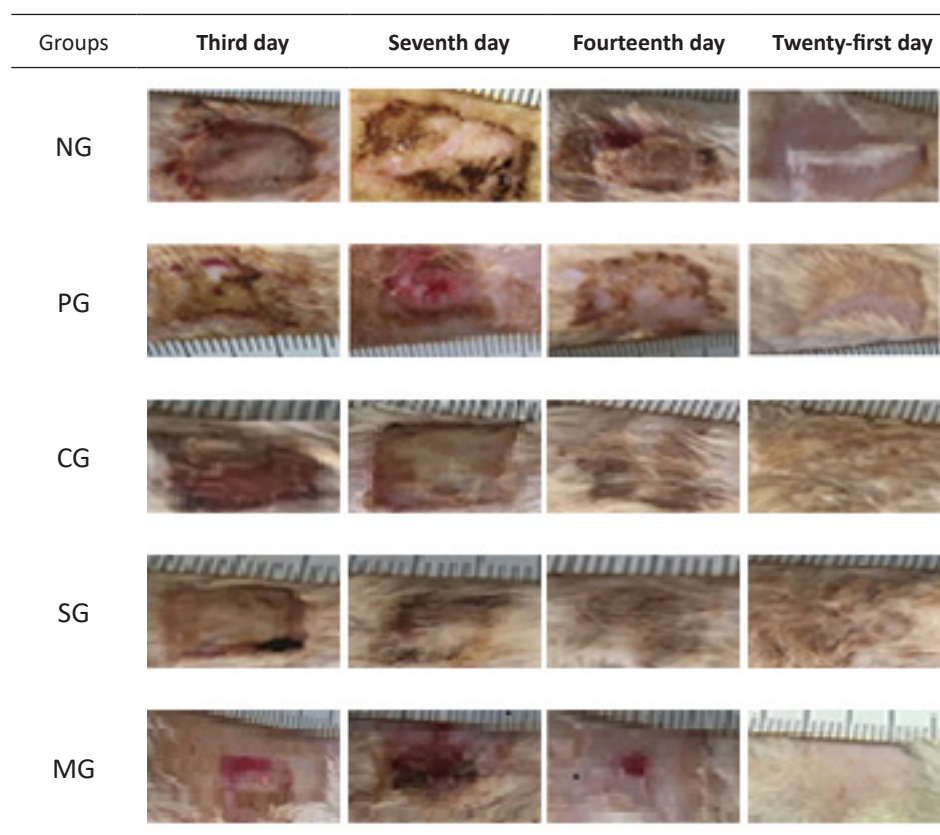 Groups Third day Seventh day Fourteenth day Twenty-first day
NG
PG
CG
SG
MG